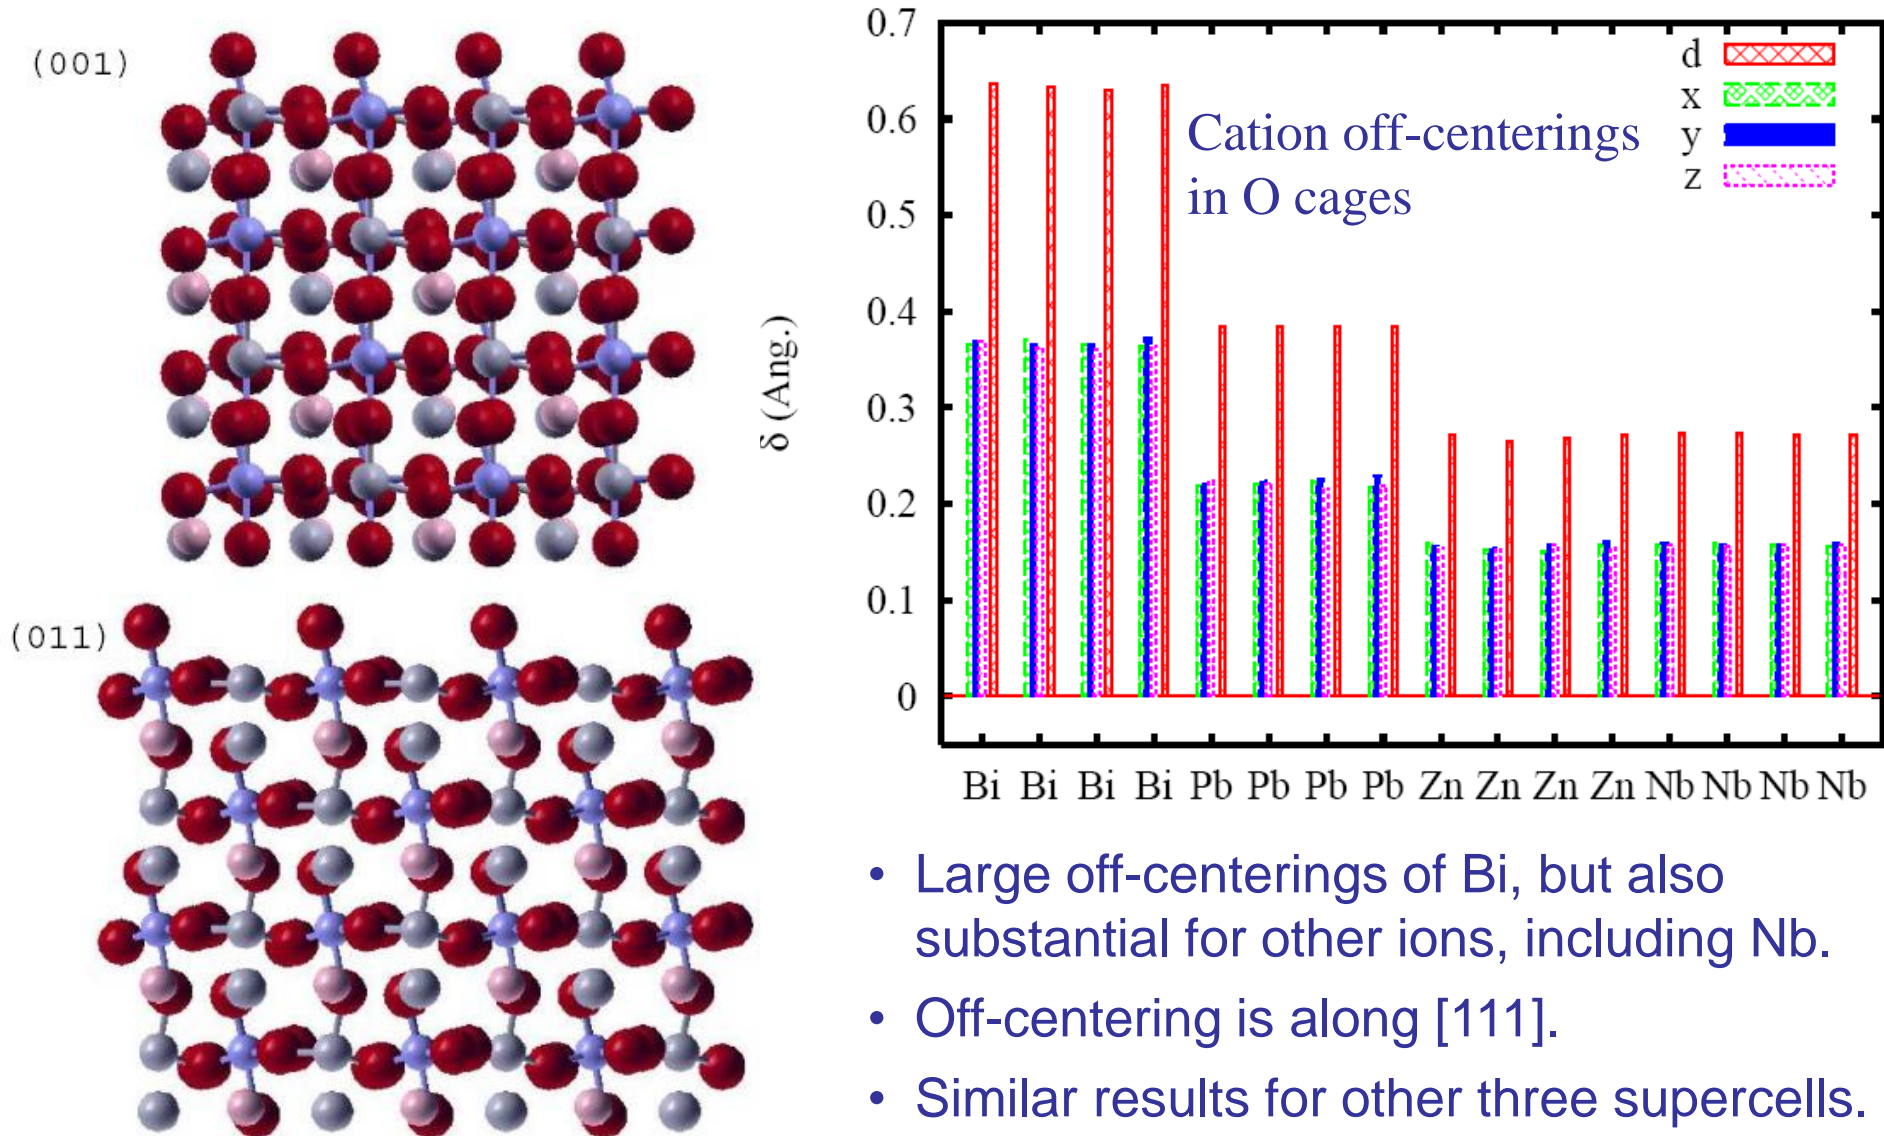 (001)
(011)
δ (Ang.)
0.7
0.6
0.5
0.4
0.3
0.2
0.1
0
d
x
y
z
Cation off-centerings
in O cages
Bi Bi Bi Bi Pb Pb Pb Pb Zn Zn Zn Zn Nb Nb Nb Nb
• Large off-centerings of Bi, but also
substantial for other ions, including Nb.
• Off-centering is along [111].
• Similar results for other three supercells.